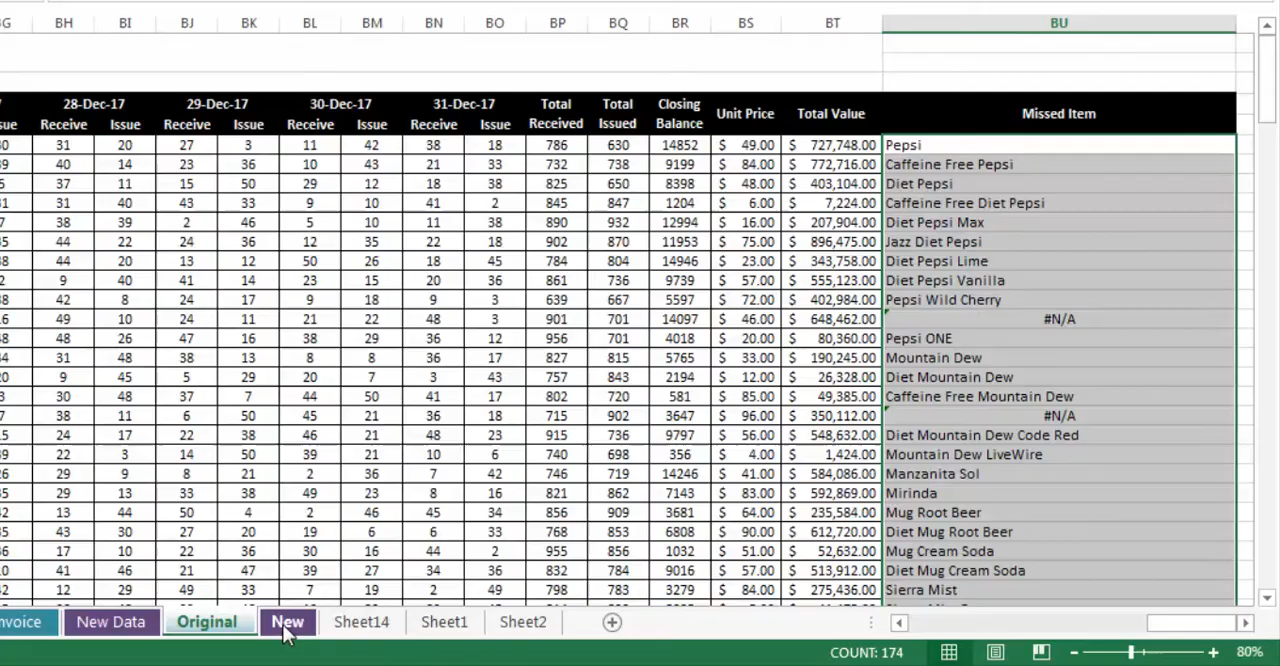 BH BI BJ BK BL BM BN BO BP BQ BR BS BT BU
28-Dec-17 29-Dec-17 30-Dec-17 31-Dec-17 Total Total Closing Unit Price Total Value Missed Item
Receive Issue Receive Issue Receive Issue Receive Issue Received Issued Balance
31 20 27 3 11 42 38 18 786 630 14852 $ 49.00 $ 727,748.00 Pepsi
40 14 23 36 10 43 21 33 732 738 9199 $ 84.00 $ 772,716.00 Caffeine Free Pepsi
37 11 15 50 29 12 18 38 825 650 8398 $ 48.00 $ 403,104.00 Diet Pepsi
31 40 43 33 9 10 41 2 845 847 1204 $ 6.00 $ 7,224.00 Caffeine Free Diet Pepsi
38 39 2 46 5 10 11 38 890 932 12994 $ 16.00 $ 207,904.00 Diet Pepsi Max
44 22 24 36 12 35 22 18 902 870 11953 $ 75.00 $ 896,475.00 Jazz Diet Pepsi
44 20 13 12 50 26 18 45 784 804 14946 $ 23.00 $ 343,758.00 Diet Pepsi Lime
9 40 41 14 23 15 20 36 861 736 9739 $ 57.00 $ 555,123.00 Diet Pepsi Vanilla
42 8 24 17 9 18 9 3 639 667 5597 $ 72.00 $ 402,984.00 Pepsi Wild Cherry
49 10 24 11 21 22 48 3 901 701 14097 $ 46.00 $ 648,462.00 #N/A
48 26 47 16 38 29 36 12 956 701 4018 $ 20.00 $ 80,360.00 Pepsi ONE
31 48 38 13 8 8 36 17 827 815 5765 $ 33.00 $ 190,245.00 Mountain Dew
9 45 5 29 20 7 3 43 757 843 2194 $ 12.00 $ 26,328.00 Diet Mountain Dew
30 48 37 7 44 50 41 17 802 720 581 $ 85.00 $ 49,385.00 Caffeine Free Mountain Dew
38 11 6 50 45 21 36 18 715 902 3647 $ 96.00 $ 350,112.00 #N/A
24 17 22 38 46 21 48 23 915 736 9797 $ 56.00 $ 548,632.00 Diet Mountain Dew Code Red
22 3 14 50 39 21 10 6 740 698 356 $ 4.00 $ 1,424.00 Mountain Dew LiveWire
29 9 8 21 2 36 7 42 746 719 14246 $ 41.00 $ 584,086.00 Manzanita Sol
29 13 33 38 49 23 8 16 821 862 7143 $ 83.00 $ 592,869.00 Mirinda
13 44 50 4 2 46 45 34 856 909 3681 $ 64.00 $ 235,584.00 Mug Root Beer
43 30 27 20 19 6 6 33 768 853 6808 $ 90.00 $ 612,720.00 Diet Mug Root Beer
17 10 22 36 30 16 44 2 955 856 1032 $ 51.00 $ 52,632.00 Mug Cream Soda
41 46 21 47 39 27 34 36 832 784 9016 $ 57.00 $ 513,912.00 Diet Mug Cream Soda
29 12 49 33 7 19 2 49 798 783 3279 $ 84.00 $ 275,436.00 Sierra Mist
nvoice New Data Original New Sheet14 Sheet1 Sheet2
COUNT: 174 80%